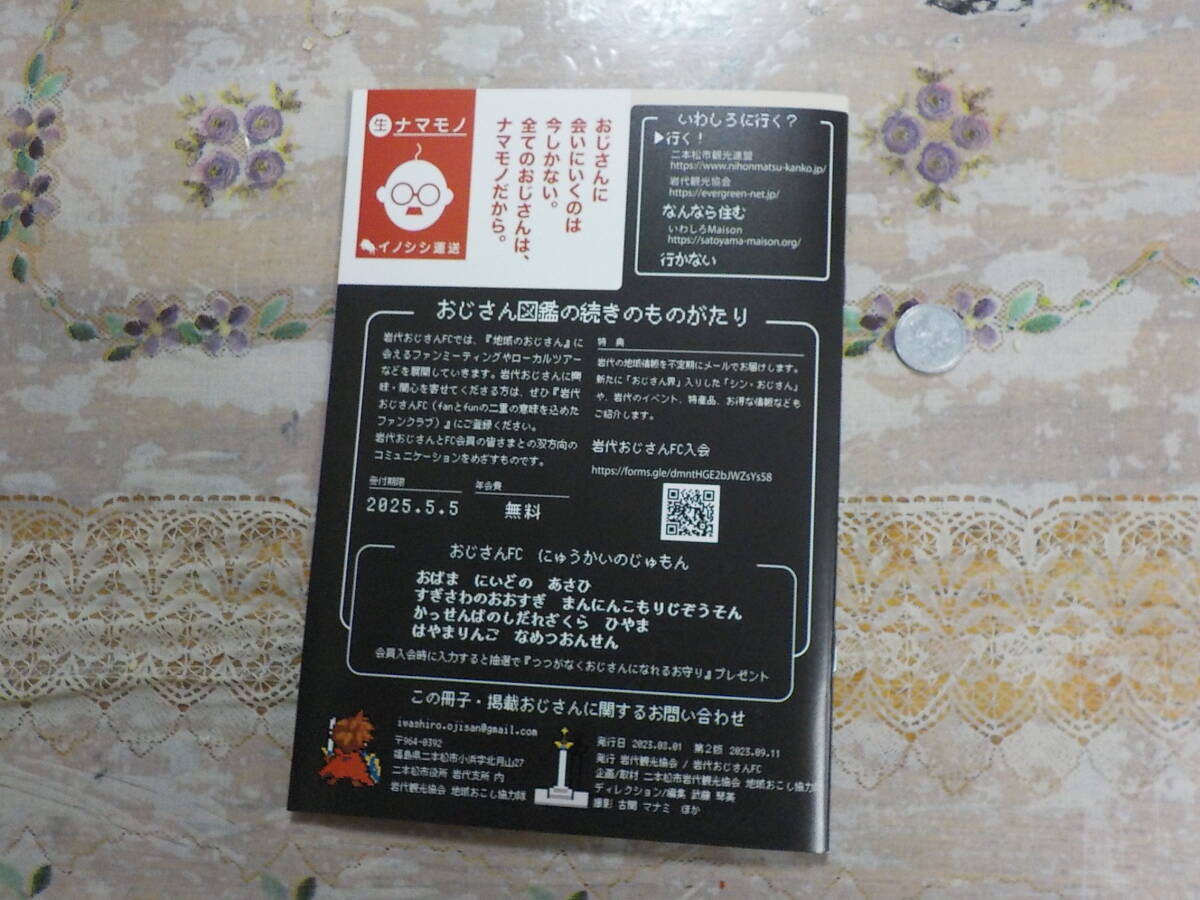 生 ナマモノ
イノシシ運送
おじさんに
会いにいくのは
今しかない。
全てのおじさんは、
ナマモノだから。
いわしろに行く?
▶行く!
二本松市観光連盟
https://www.nihonmatsu-kanko.jp/
岩代観光協会
https://evergreen-net.jp/
なんなら住む
いわしろMaison
https://satoyama-maison.org/
行かない
おじさん図鑑の続きのものがたり
岩代おじさんFCでは、『地域のおじさん』に
会えるファンミーティングやローカルツアー
などを展開していきます。岩代おじさんに興
味・関心を寄せてくださる方は、ぜひ『岩代
おじさんFC(fanとfunの二重の意味を込めた
ファンクラブ)』にご登録ください。
岩代おじさんとFC会員の皆さまとの双方向の
コミュニケーションをめざすものです。
受付期限
2025.5.5
年会費
無料
特 典
岩代の地域情報を不定期にメールでお届けします。
新たに「おじさん界」入りした「シン・おじさん」
や、岩代のイベント、特産品、お得な情報なども
ご紹介します。
岩代おじさんFC入会
https://forms.gle/dmntHGE2bJWZsYs58
おじさんFC にゅうかいのじゅもん
おばま にいどの あさひ
すぎさわのおおすぎ まんにんこもりじぞうそん
かっせんばのしだれざくら ひやま
はやまりんご なめつおんせん
会員入会時に入力すると抽選で『つつがなくおじさんになれるお守り』プレゼント
この冊子・掲載おじさんに関するお問い合わせ
iwashiro.ojisan@gmail.com
〒964-0392
福島県二本松市小浜字北月山27
二本松市役所 岩代支所 内
岩代観光協会 地域おこし協力隊
発行日 2023.08.01 第2版 2023.09.11
発行 岩代観光協会 / 岩代おじさんFC
企画/取材 二本松市岩代観光協会 地域おこし協力隊
ディレクション/編集 武藤 琴美
撮影 古関 マナミ ほか